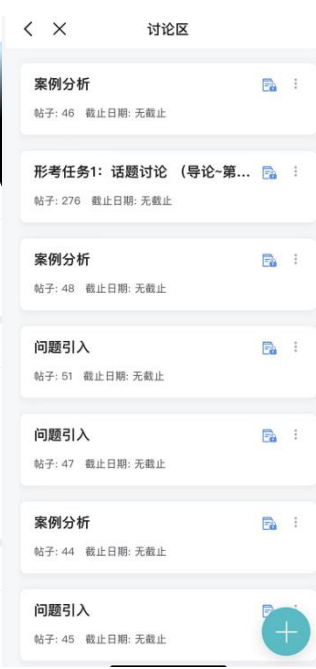 讨论区
案例分析
帖子: 46 截止日期: 无截止
形考任务1: 话题讨论 （导论~第...
帖子: 276 截止日期: 无截止
案例分析
帖子: 48 截止日期: 无截止
问题引入
帖子: 51 截止日期: 无截止
问题引入
帖子: 47 截止日期: 无截止
案例分析
帖子: 44 截止日期: 无截止
问题引入
帖子: 45 截止日期: 无截止